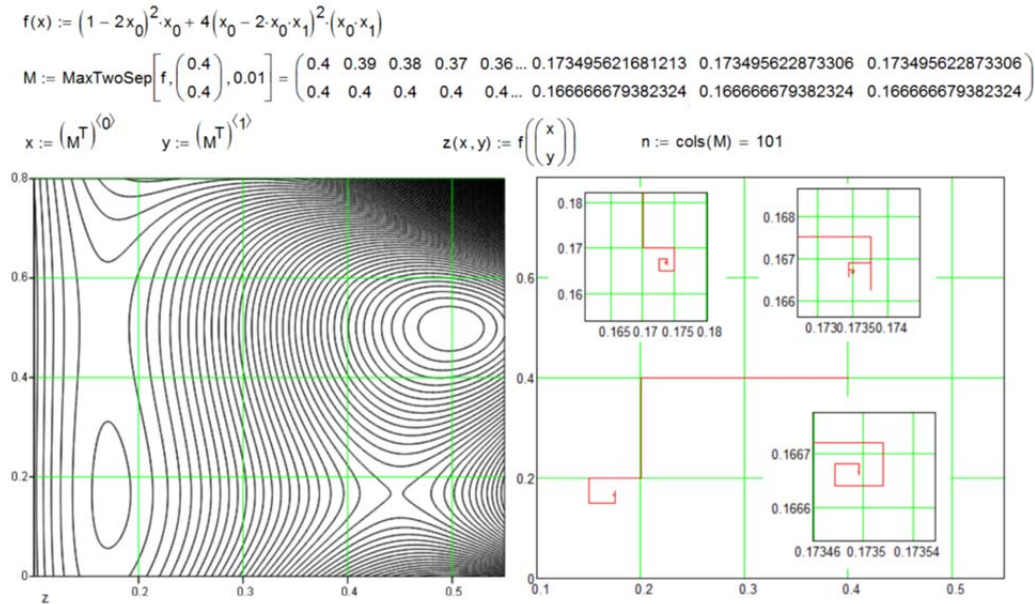 f(x) := (1 − 2x₀)²·x₀ + 4(x₀ − 2·x₀·x₁)²·(x₀·x₁)
M := MaxTwoSep[f, (0.4 0.4), 0.01] = (0.4 0.39 0.38 0.37 0.36... 0.173495621681213 0.173495622873306 0.173495622873306
0.4 0.4 0.4 0.4 0.4... 0.166666679382324 0.166666679382324 0.166666679382324)
x := (Mᵀ)^⟨0⟩ y := (Mᵀ)^⟨1⟩ z(x,y) := f((x y)) n := cols(M) = 101
0.8
0.6
0.4
0.2
0
0.2 0.3 0.4 0.5
z
0.6
0.4
0.2
0
0.1 0.2 0.3 0.4 0.5
0.18
0.17
0.16
0.165 0.17 0.175 0.18
0.168
0.167
0.166
0.1730 0.1735 0.174
0.1667
0.1666
0.17346 0.1735 0.17354